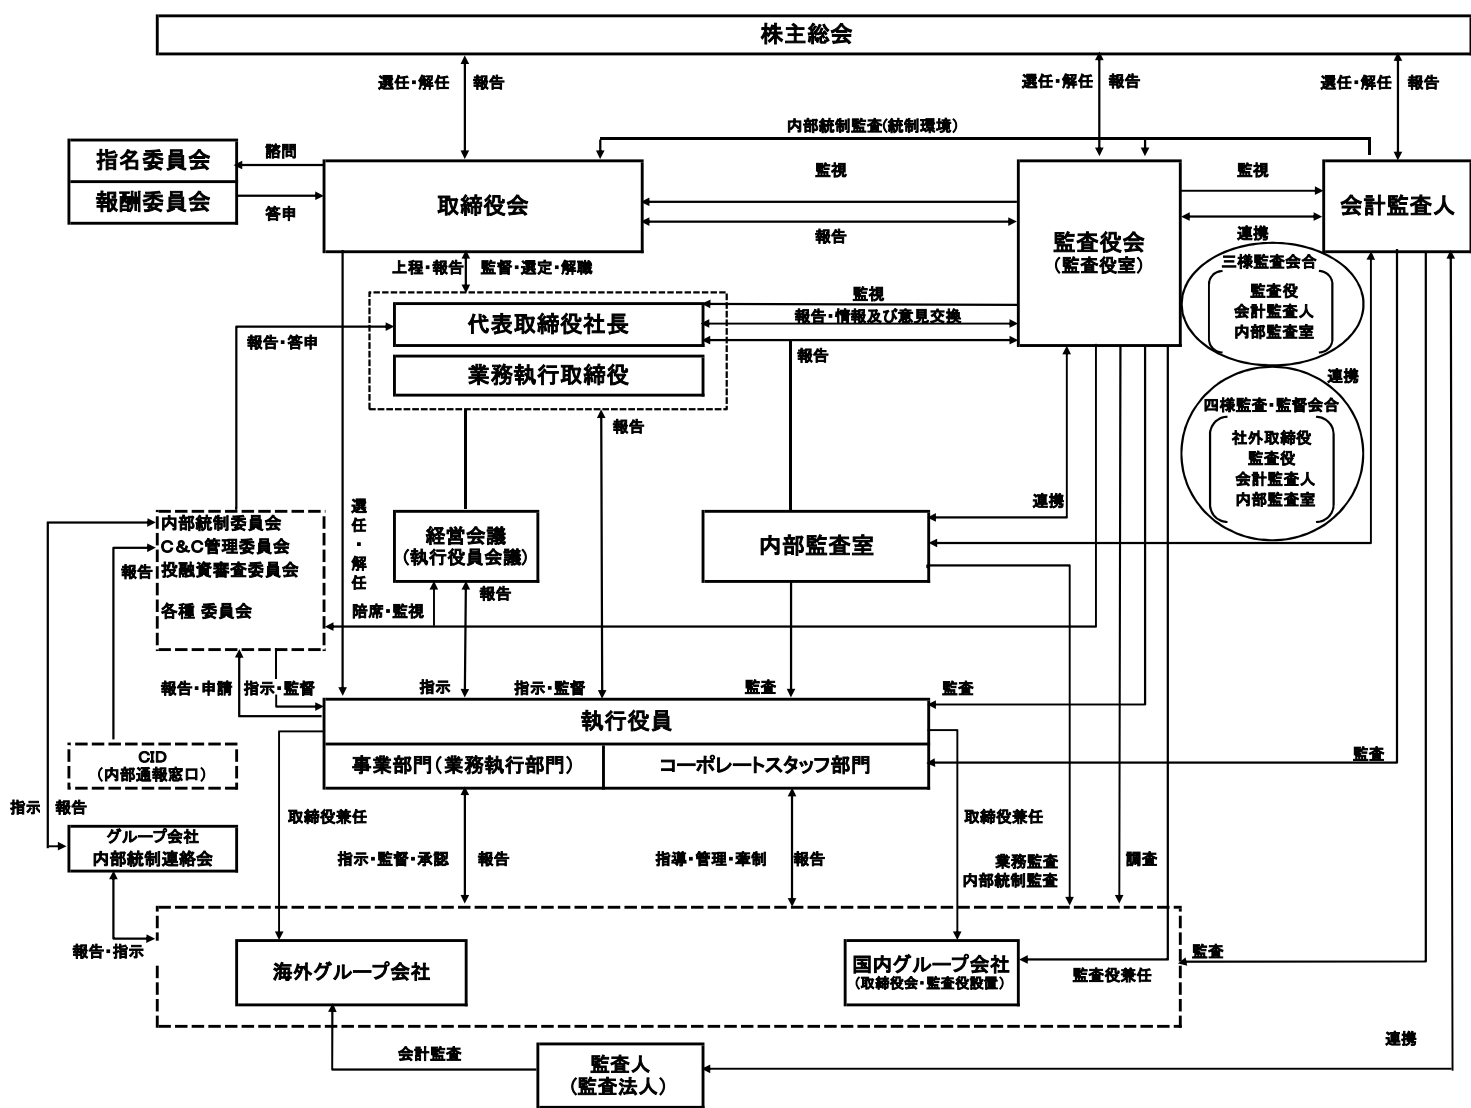 株主総会
選任・解任
報告
選任・解任
報告
選任・解任
報告
内部統制監査(統制環境)
指名委員会
報酬委員会
諮問
答申
取締役会
監視
報告
監査役会
(監査役室)
監視
連携
会計監査人
上程・報告
監督・選定・解職
三様監査会合
監査役
会計監査人
内部監査室
代表取締役社長
業務執行取締役
監視
報告・情報及び意見交換
報告
報告・答申
連携
四様監査・監督会合
社外取締役
監査役
会計監査人
内部監査室
報告
選任・解任
連携
内部統制委員会
C&C管理委員会
投融資審査委員会
各種 委員会
報告
経営会議
(執行役員会議)
内部監査室
報告
陪席・監視
報告・申請
指示・監督
指示
指示・監督
監査
監査
執行役員
事業部門(業務執行部門)
コーポレートスタッフ部門
監査
CID
(内部通報窓口)
指示
報告
グループ会社
内部統制連絡会
取締役兼任
取締役兼任
指示・監督・承認
報告
指導・管理・牽制
報告
業務監査
内部統制監査
調査
報告・指示
海外グループ会社
国内グループ会社
(取締役会・監査役設置)
監査役兼任
監査
会計監査
監査人
(監査法人)
連携